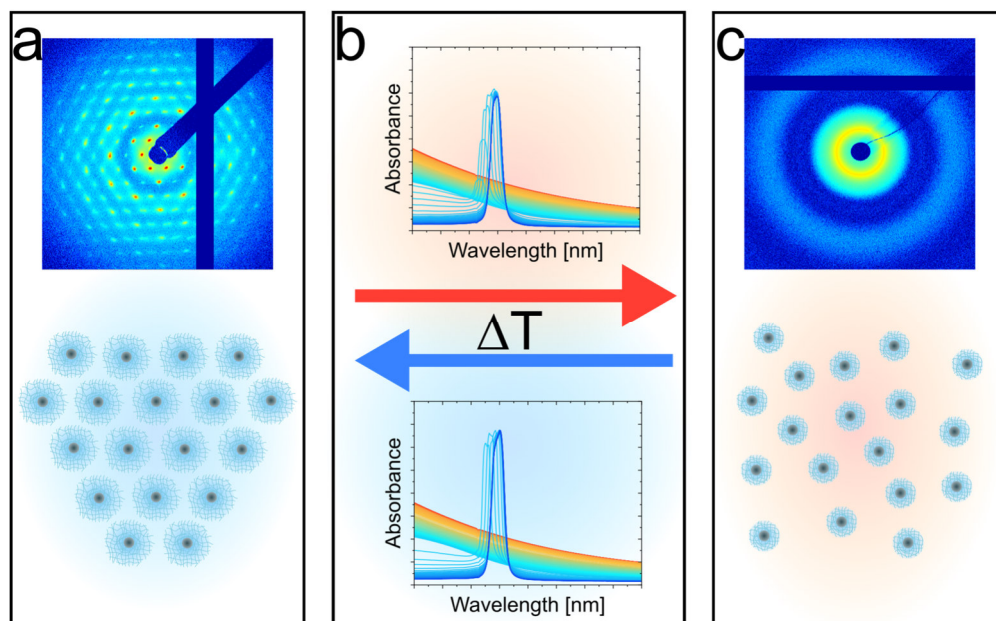 a
b
c
Absorbance
Wavelength [nm]
ΔT
Absorbance
Wavelength [nm]